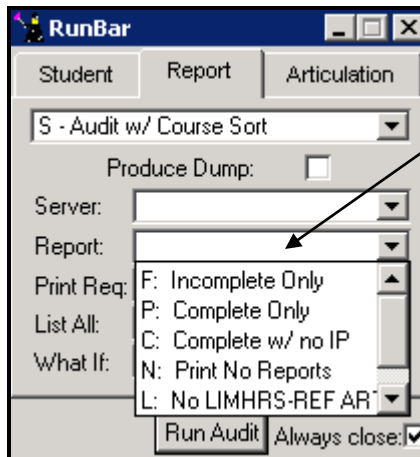 RunBar
Student Report Articulation
S - Audit w/ Course Sort
Produce Dump:
Server:
Report:
Print Req: F: Incomplete Only
P: Complete Only
List All: C: Complete w/ no IP
What If: N: Print No Reports
L: No LIMHRS-REF AR
Run Audit Always close: